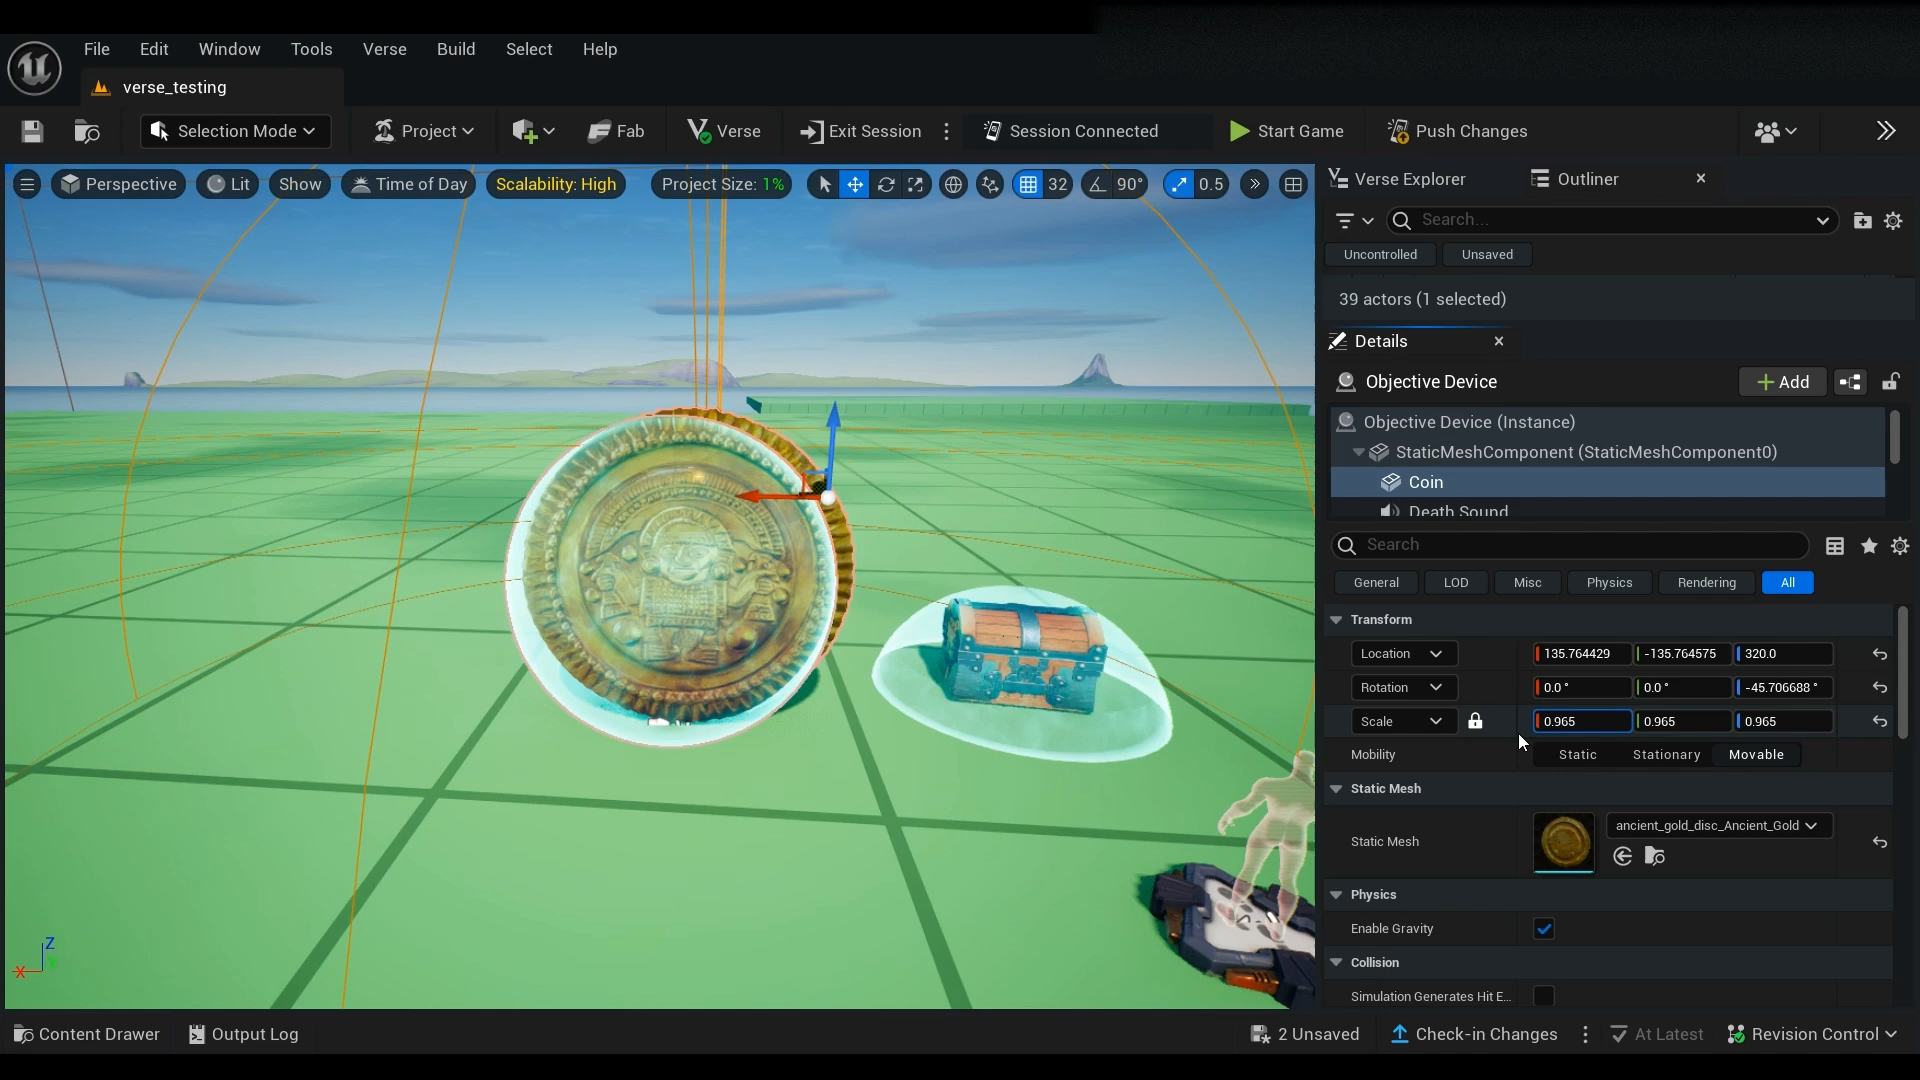 File Edit Window Tools Verse Build Select Help
verse_testing
Selection Mode Project Fab Verse Exit Session Session Connected Start Game Push Changes
Perspective Lit Show Time of Day Scalability: High Project Size: 1% 32 90° 0.5
Verse Explorer Outliner
Search...
Uncontrolled Unsaved
39 actors (1 selected)
Details
Objective Device Add
Objective Device (Instance)
StaticMeshComponent (StaticMeshComponent0)
Coin
Death Sound
Search
General LOD Misc Physics Rendering All
Transform
Location 135.764429 -135.764575 320.0
Rotation 0.0 ° 0.0 ° -45.706688 °
Scale 0.965 0.965 0.965
Mobility Static Stationary Movable
Static Mesh
Static Mesh ancient_gold_disc_Ancient_Gold
Physics
Enable Gravity
Collision
Simulation Generates Hit E...
Z
X
Y
Content Drawer Output Log 2 Unsaved Check-in Changes At Latest Revision Control